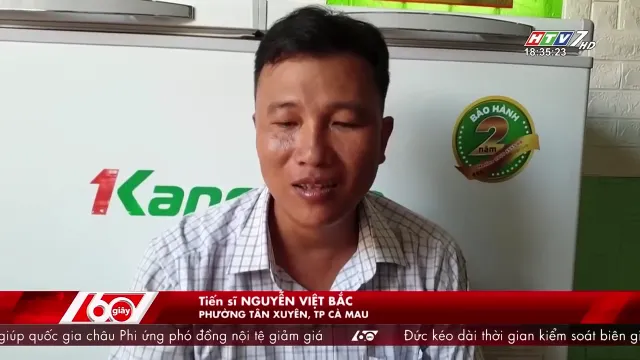 HTV7 HD
18:35:23
BẢO HÀNH
2
năm
Kang
60 giây
Tiến sĩ NGUYỄN VIỆT BẮC
PHƯỜNG TÂN XUYÊN, TP CÀ MAU
giúp quốc gia châu Phi ứng phó đồng nội tệ giảm giá 60 Đức kéo dài thời gian kiểm soát biên g